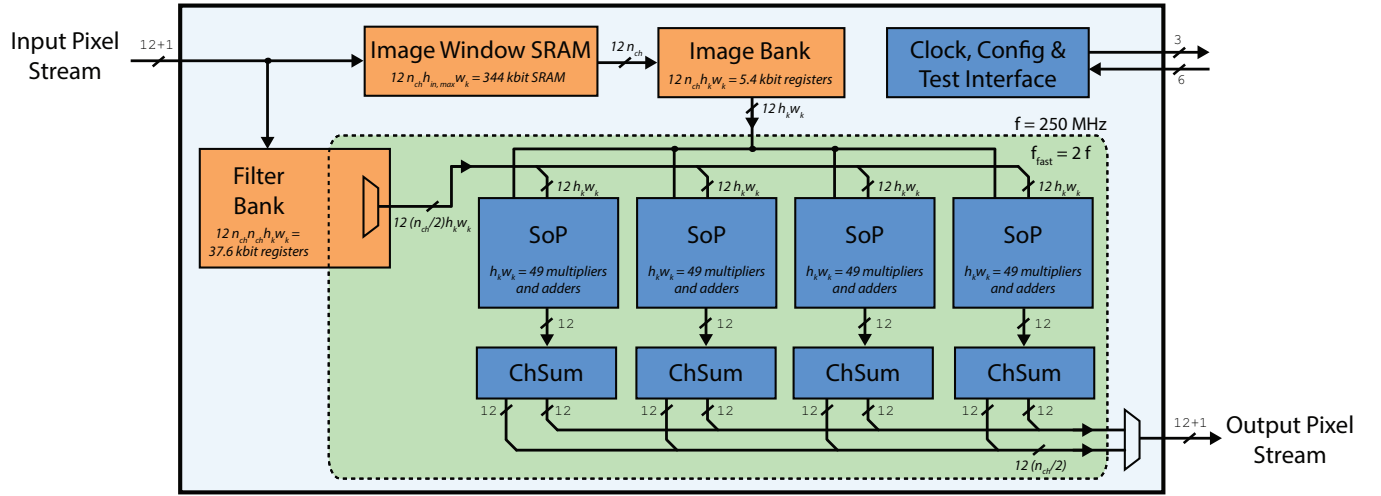 Input Pixel
Stream
12+1
Image Window SRAM
12 n_ch h_in, max w_k = 344 kbit SRAM
12 n_ch
Image Bank
12 n_ch h_k w_k = 5.4 kbit registers
Clock, Config &
Test Interface
3
6
12 h_k w_k
f = 250 MHz
f_fast = 2 f
Filter
Bank
12 n_ch n_ch h_k w_k =
37.6 kbit registers
12 (n_ch/2) h_k w_k
12 h_k w_k
12 h_k w_k
12 h_k w_k
12 h_k w_k
SoP
h_k w_k = 49 multipliers
and adders
SoP
h_k w_k = 49 multipliers
and adders
SoP
h_k w_k = 49 multipliers
and adders
SoP
h_k w_k = 49 multipliers
and adders
12
12
12
12
ChSum
ChSum
ChSum
ChSum
12
12
12
12
12
12
12
12
12 (n_ch/2)
12+1
Output Pixel
Stream